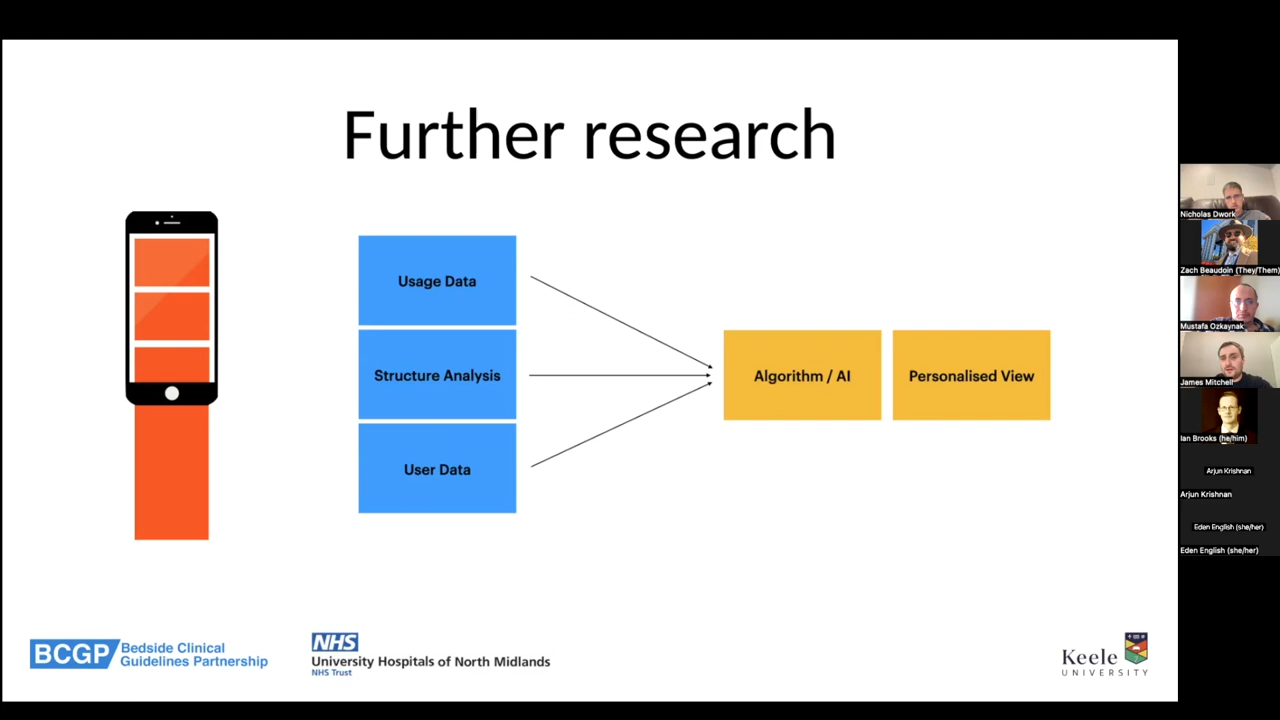 Further research
Usage Data
Structure Analysis
User Data
Algorithm / AI
Personalised View
BCGP
Bedside Clinical
Guidelines Partnership
NHS
University Hospitals of North Midlands
NHS Trust
Keele
UNIVERSITY
Nicholas Dwork
Zach Beaudoin (They/Them)
Mustafa Ozkaynak
James Mitchell
Ian Brooks (he/him)
Arjun Krishnan
Arjun Krishnan
Eden English (she/her)
Eden English (she/her)